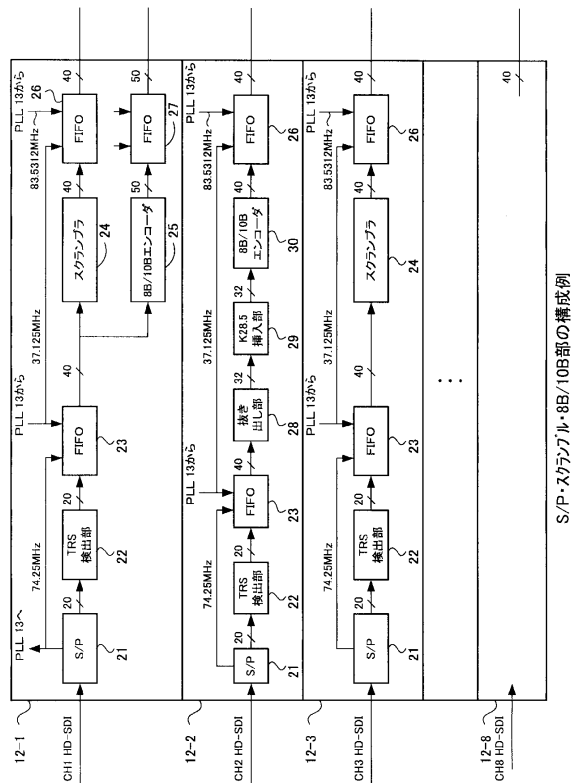 12-1
CH1 HD-SDI
PLL 13へ
S/P
21
20
74.25MHz
TRS
検出部
22
20
PLL 13から
FIFO
23
40
37.125MHz
スクランブラ
24
40
8B/10Bエンコーダ
25
50
83.5312MHz
PLL 13から
26
FIFO
40
FIFO
27
50
12-2
CH2 HD-SDI
S/P
21
20
74.25MHz
TRS
検出部
22
20
PLL 13から
FIFO
23
40
抜き
出し部
28
32
37.125MHz
K28.5
挿入部
29
32
8B/10B
エンコーダ
30
40
83.5312MHz
PLL 13から
FIFO
26
40
12-3
CH3 HD-SDI
S/P
21
20
74.25MHz
TRS
検出部
22
20
PLL 13から
FIFO
23
40
37.125MHz
スクランブラ
24
40
83.5312MHz
PLL 13から
FIFO
26
40
...
12-8
CH8 HD-SDI
40
S/P・スクランブル・8B/10B部の構成例